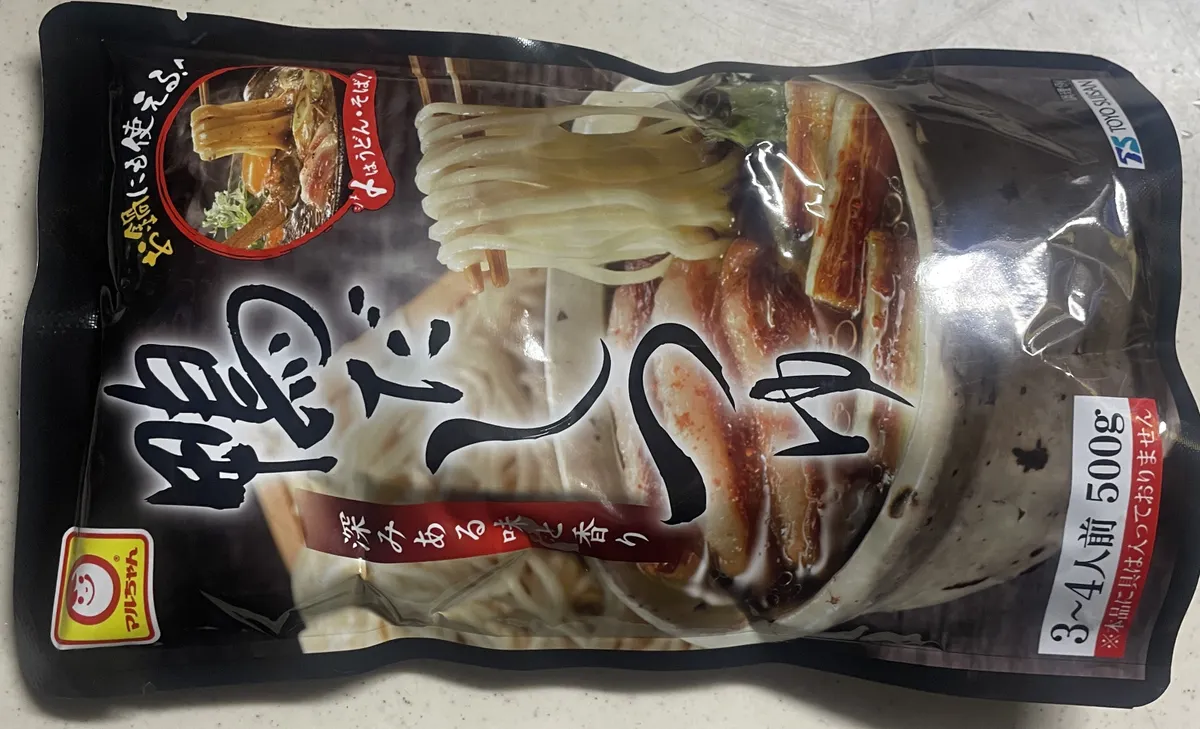 鍋にも使える!
〆はうどん・そば!
鴨だしつゆ
深みある味と香り
マルちゃん
®
TS TOYO SUISAN
3~4人前 500g
※本品に具は入っておりません